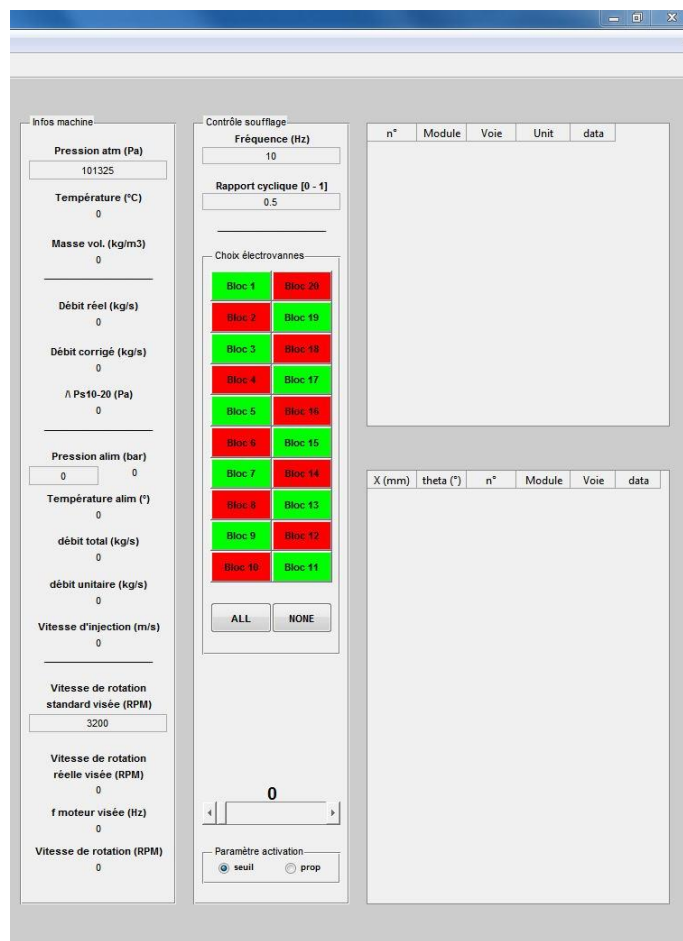 Infos machine
Pression atm (Pa)
101325
Température (°C)
0
Masse vol. (kg/m3)
0
Débit réel (kg/s)
0
Débit corrigé (kg/s)
0
/\ Ps10-20 (Pa)
0
Pression alim (bar)
0 0
Température alim (°)
0
débit total (kg/s)
0
débit unitaire (kg/s)
0
Vitesse d'injection (m/s)
0
Vitesse de rotation
standard visée (RPM)
3200
Vitesse de rotation
réelle visée (RPM)
0
f moteur visée (Hz)
0
Vitesse de rotation (RPM)
0
Contrôle soufflage
Fréquence (Hz)
10
Rapport cyclique [0 - 1]
0.5
Choix électrovannes
Bloc 1 Bloc 20
Bloc 2 Bloc 19
Bloc 3 Bloc 18
Bloc 4 Bloc 17
Bloc 5 Bloc 16
Bloc 6 Bloc 15
Bloc 7 Bloc 14
Bloc 8 Bloc 13
Bloc 9 Bloc 12
Bloc 10 Bloc 11
ALL NONE
0
Paramètre activation
seuil prop
n° Module Voie Unit data
X (mm) theta (°) n° Module Voie data